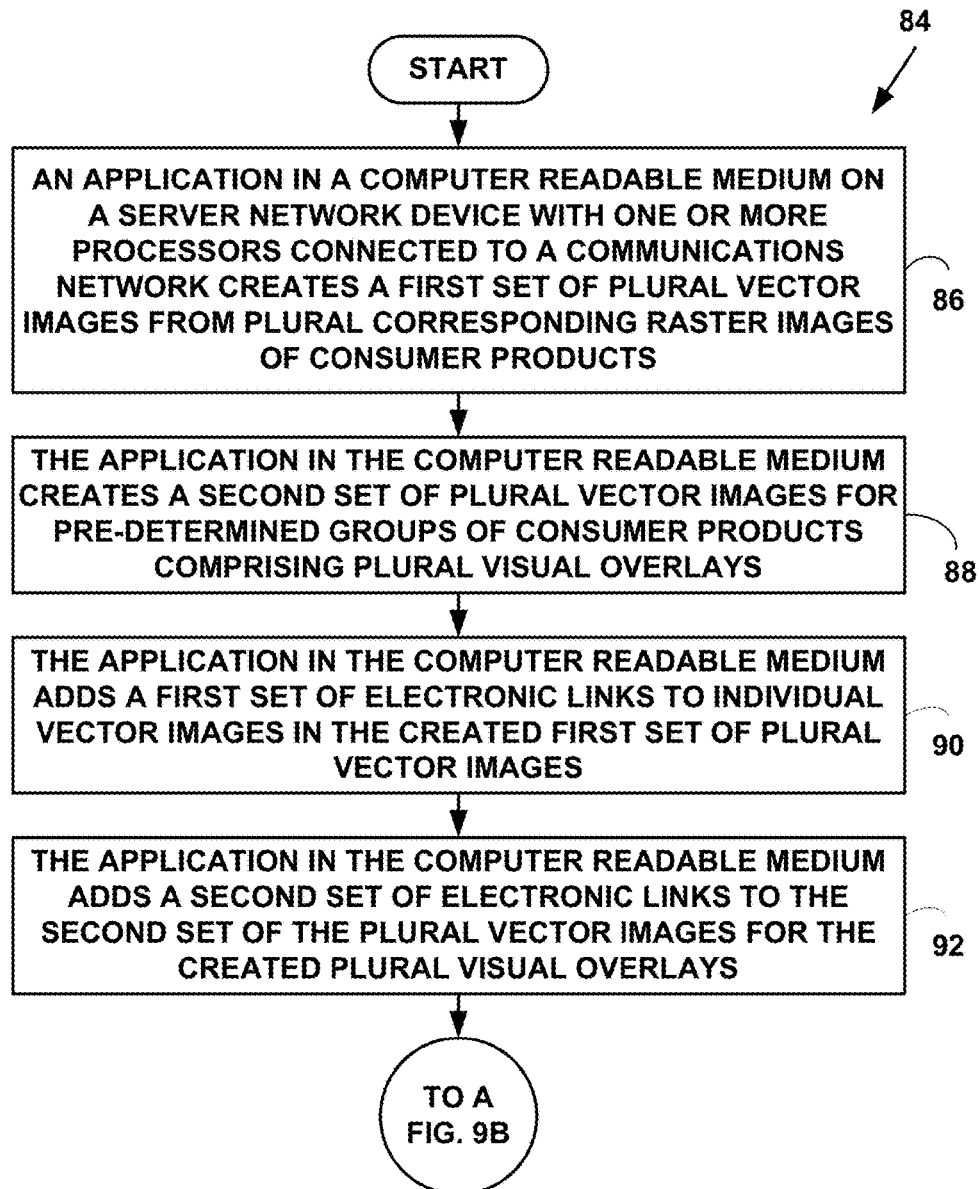 84
START
AN APPLICATION IN A COMPUTER READABLE MEDIUM ON
A SERVER NETWORK DEVICE WITH ONE OR MORE
PROCESSORS CONNECTED TO A COMMUNICATIONS
NETWORK CREATES A FIRST SET OF PLURAL VECTOR
IMAGES FROM PLURAL CORRESPONDING RASTER IMAGES
OF CONSUMER PRODUCTS
86
THE APPLICATION IN THE COMPUTER READABLE MEDIUM
CREATES A SECOND SET OF PLURAL VECTOR IMAGES FOR
PRE-DETERMINED GROUPS OF CONSUMER PRODUCTS
COMPRISING PLURAL VISUAL OVERLAYS
88
THE APPLICATION IN THE COMPUTER READABLE MEDIUM
ADDS A FIRST SET OF ELECTRONIC LINKS TO INDIVIDUAL
VECTOR IMAGES IN THE CREATED FIRST SET OF PLURAL
VECTOR IMAGES
90
THE APPLICATION IN THE COMPUTER READABLE MEDIUM
ADDS A SECOND SET OF ELECTRONIC LINKS TO THE
SECOND SET OF THE PLURAL VECTOR IMAGES FOR THE
CREATED PLURAL VISUAL OVERLAYS
92
TO A
FIG. 9B